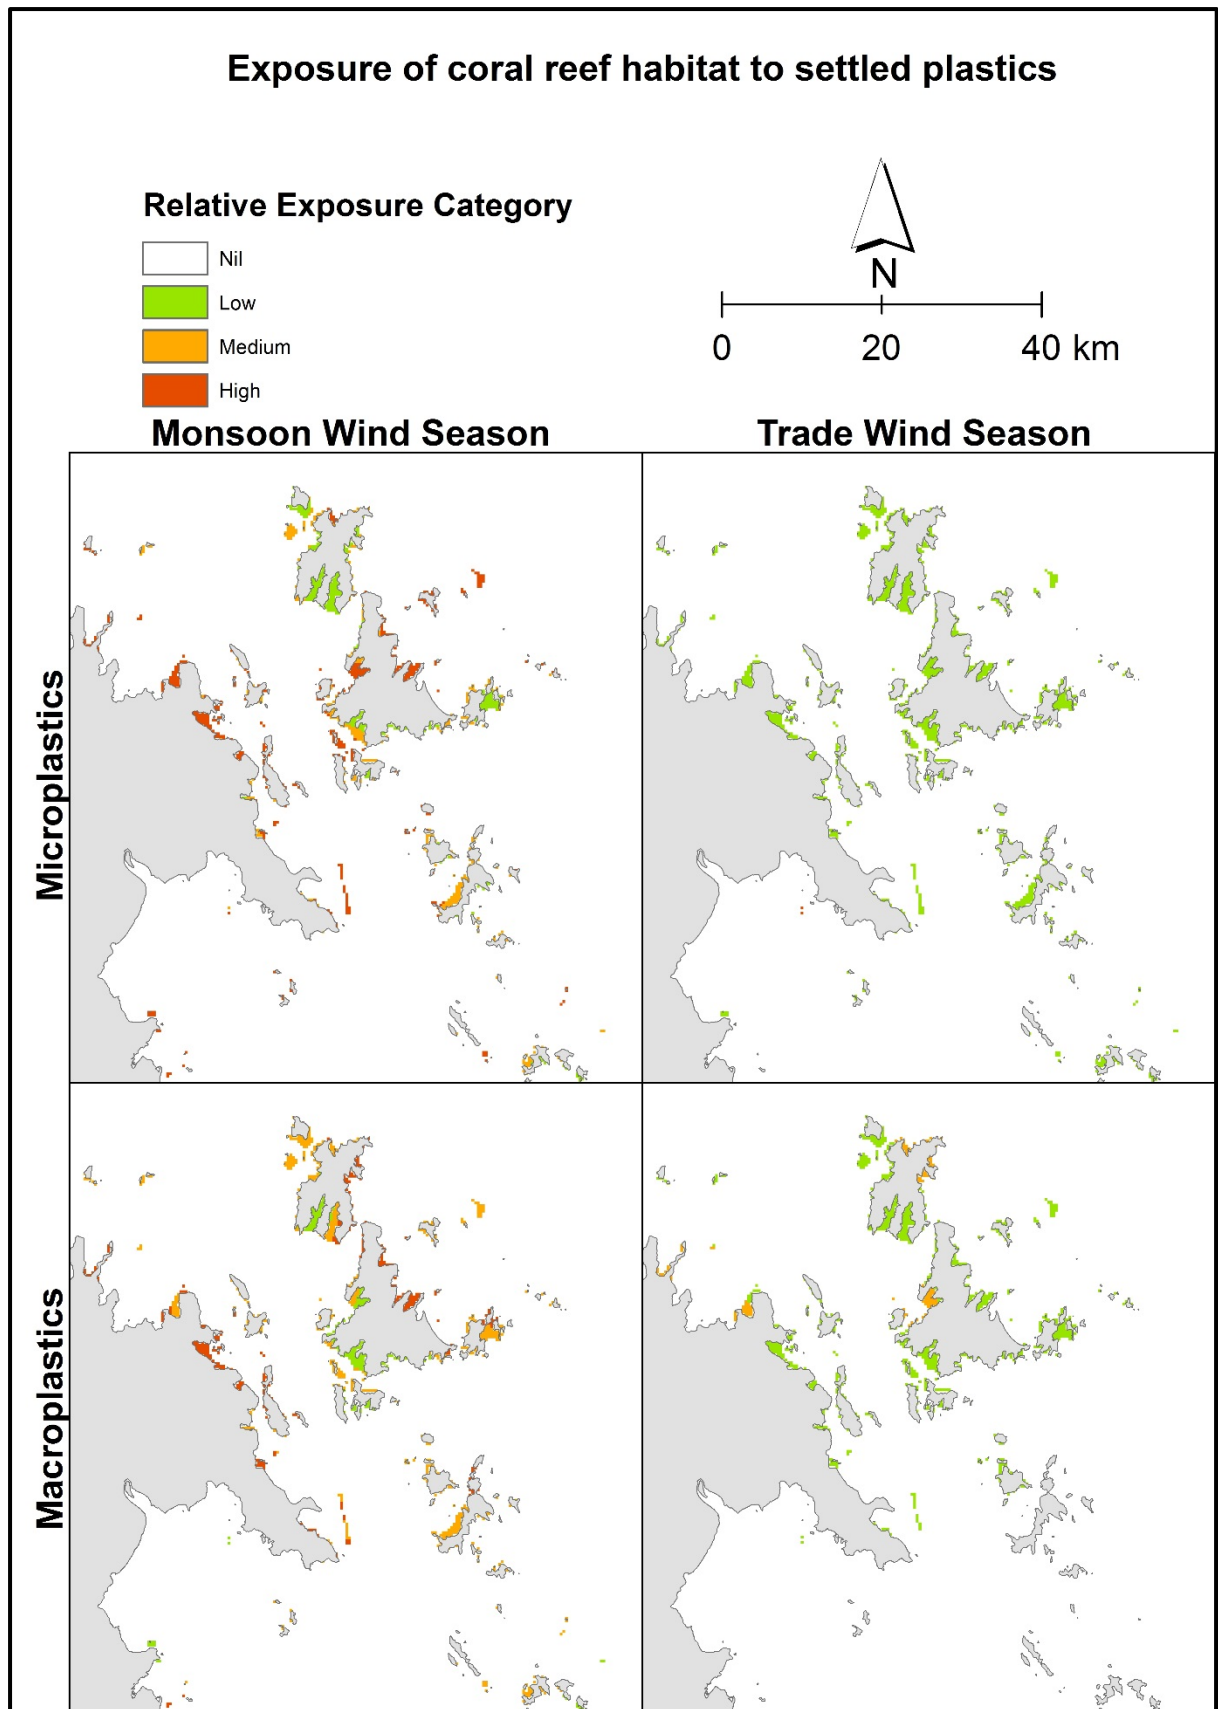 Exposure of coral reef habitat to settled plastics
Relative Exposure Category
Nil
Low
Medium
High
N
0 20 40 km
Monsoon Wind Season
Trade Wind Season
Microplastics
Macroplastics